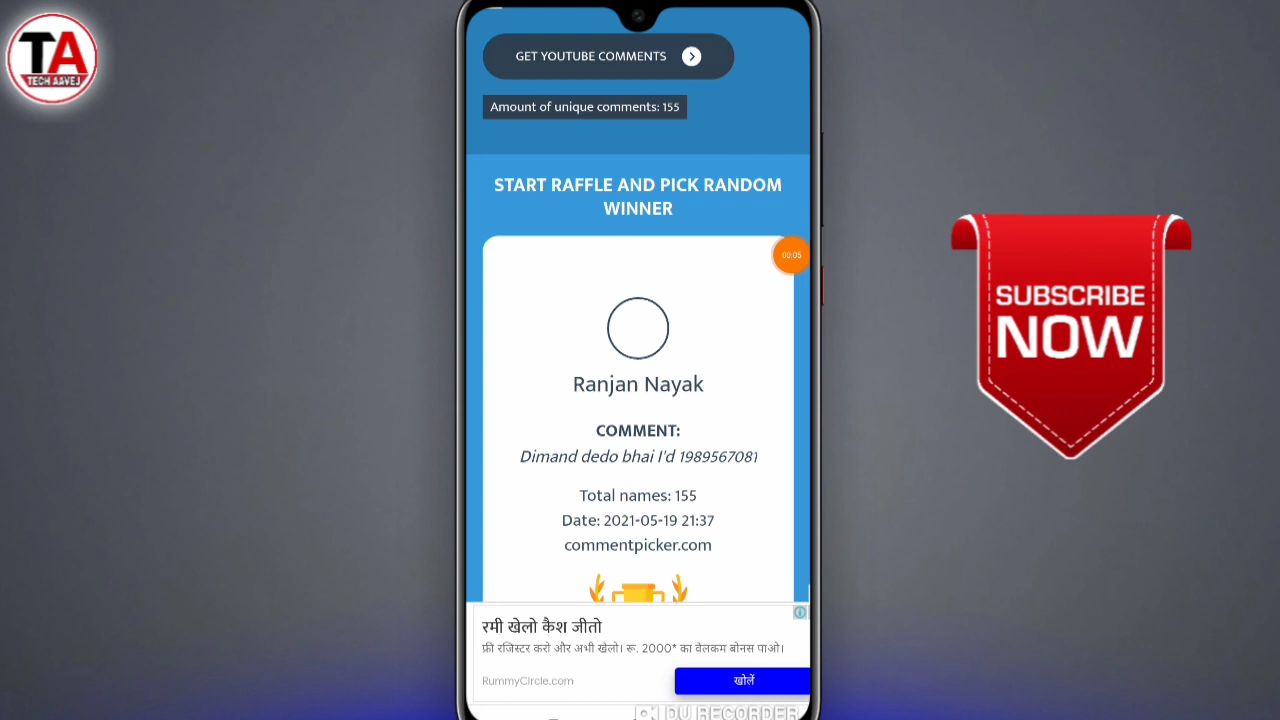 TA
TECH AAVEJ
GET YOUTUBE COMMENTS
Amount of unique comments: 155
START RAFFLE AND PICK RANDOM
WINNER
00:05
Ranjan Nayak
COMMENT:
Dimand dedo bhai I'd 1989567081
Total names: 155
Date: 2021-05-19 21:37
commentpicker.com
रमी खेलो कैश जीतो
फ्री रजिस्टर करो और अभी खेलो। रू. 2000* का वेलकम बोनस पाओ।
RummyCircle.com
खोलें
DU RECORDER
SUBSCRIBE
NOW